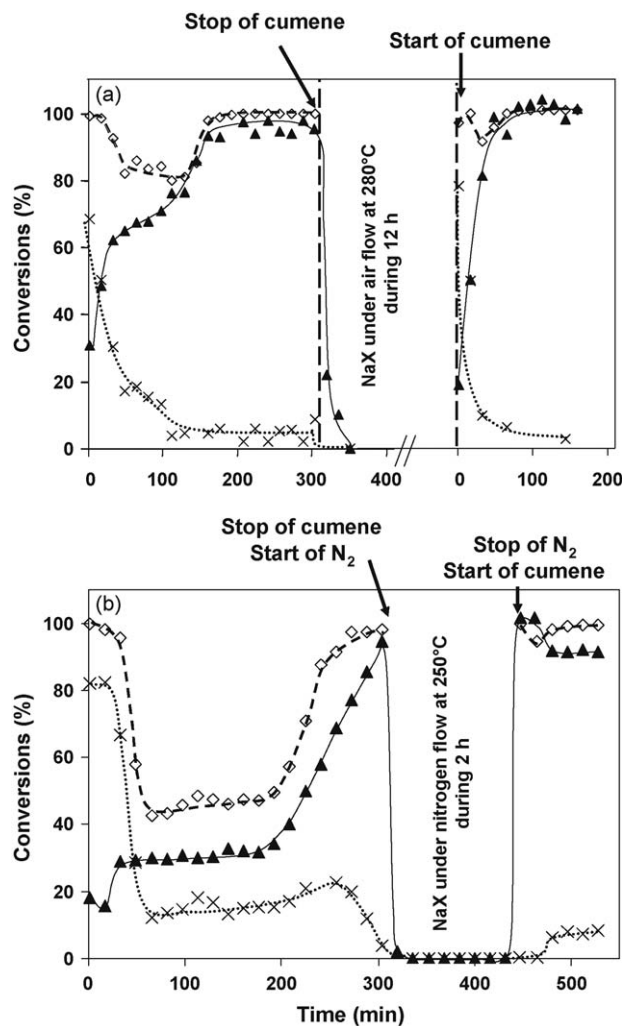 Stop of cumene
Start of cumene
(a)
Conversions (%)
100
80
60
40
20
0
NaX under air flow at 280°C
during 12 h
0 100 200 300 400 0 100 200
Stop of cumene
Start of N₂
Stop of N₂
Start of cumene
(b)
Conversions (%)
100
80
60
40
20
0
NaX under nitrogen flow at 250°C
during 2 h
0 100 200 300 400 500
Time (min)